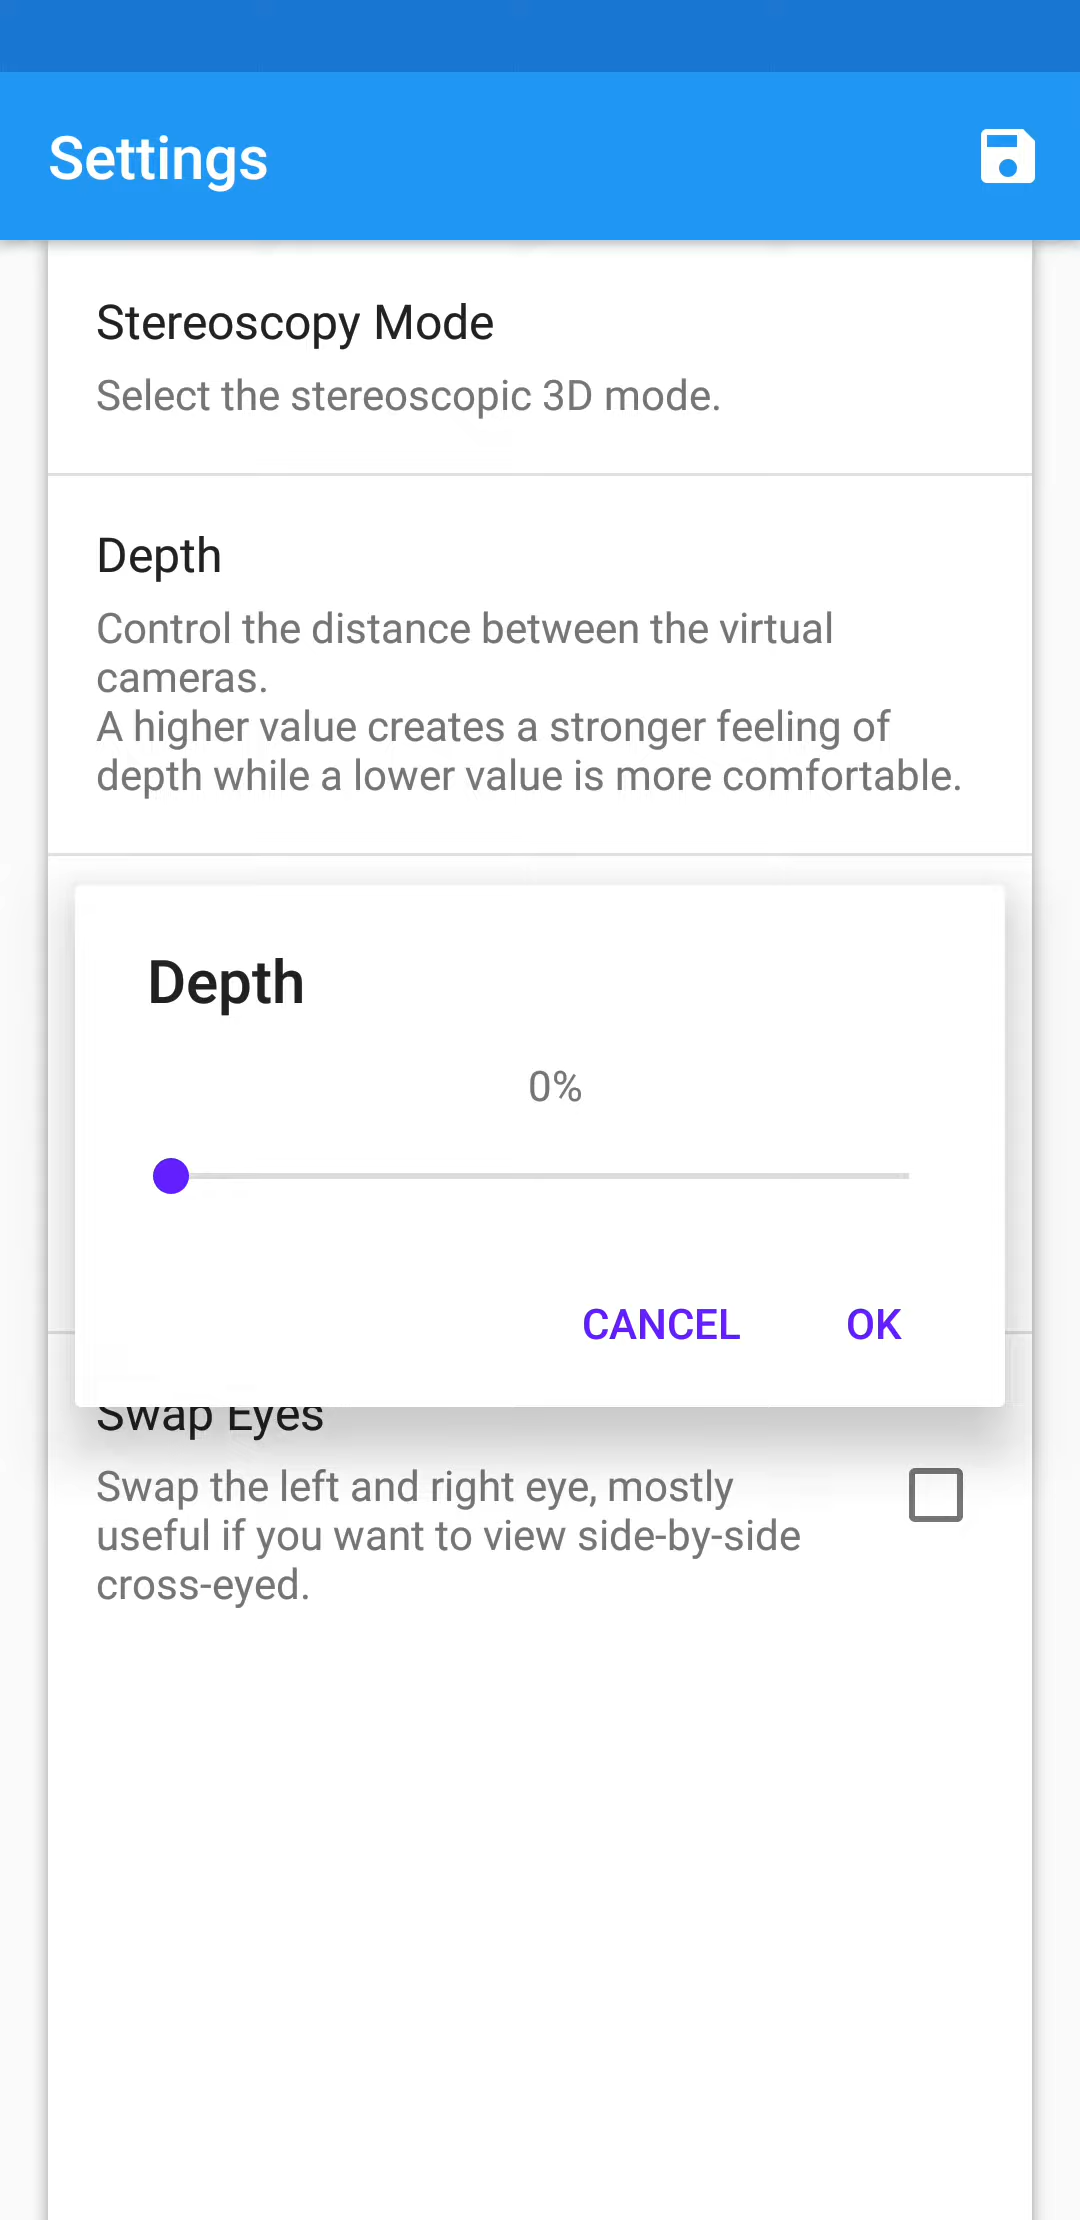 Settings
Stereoscopy Mode
Select the stereoscopic 3D mode.
Depth
Control the distance between the virtual
cameras.
A higher value creates a stronger feeling of
depth while a lower value is more comfortable.
Depth
0%
CANCEL
OK
Swap Eyes
Swap the left and right eye, mostly
useful if you want to view side-by-side
cross-eyed.